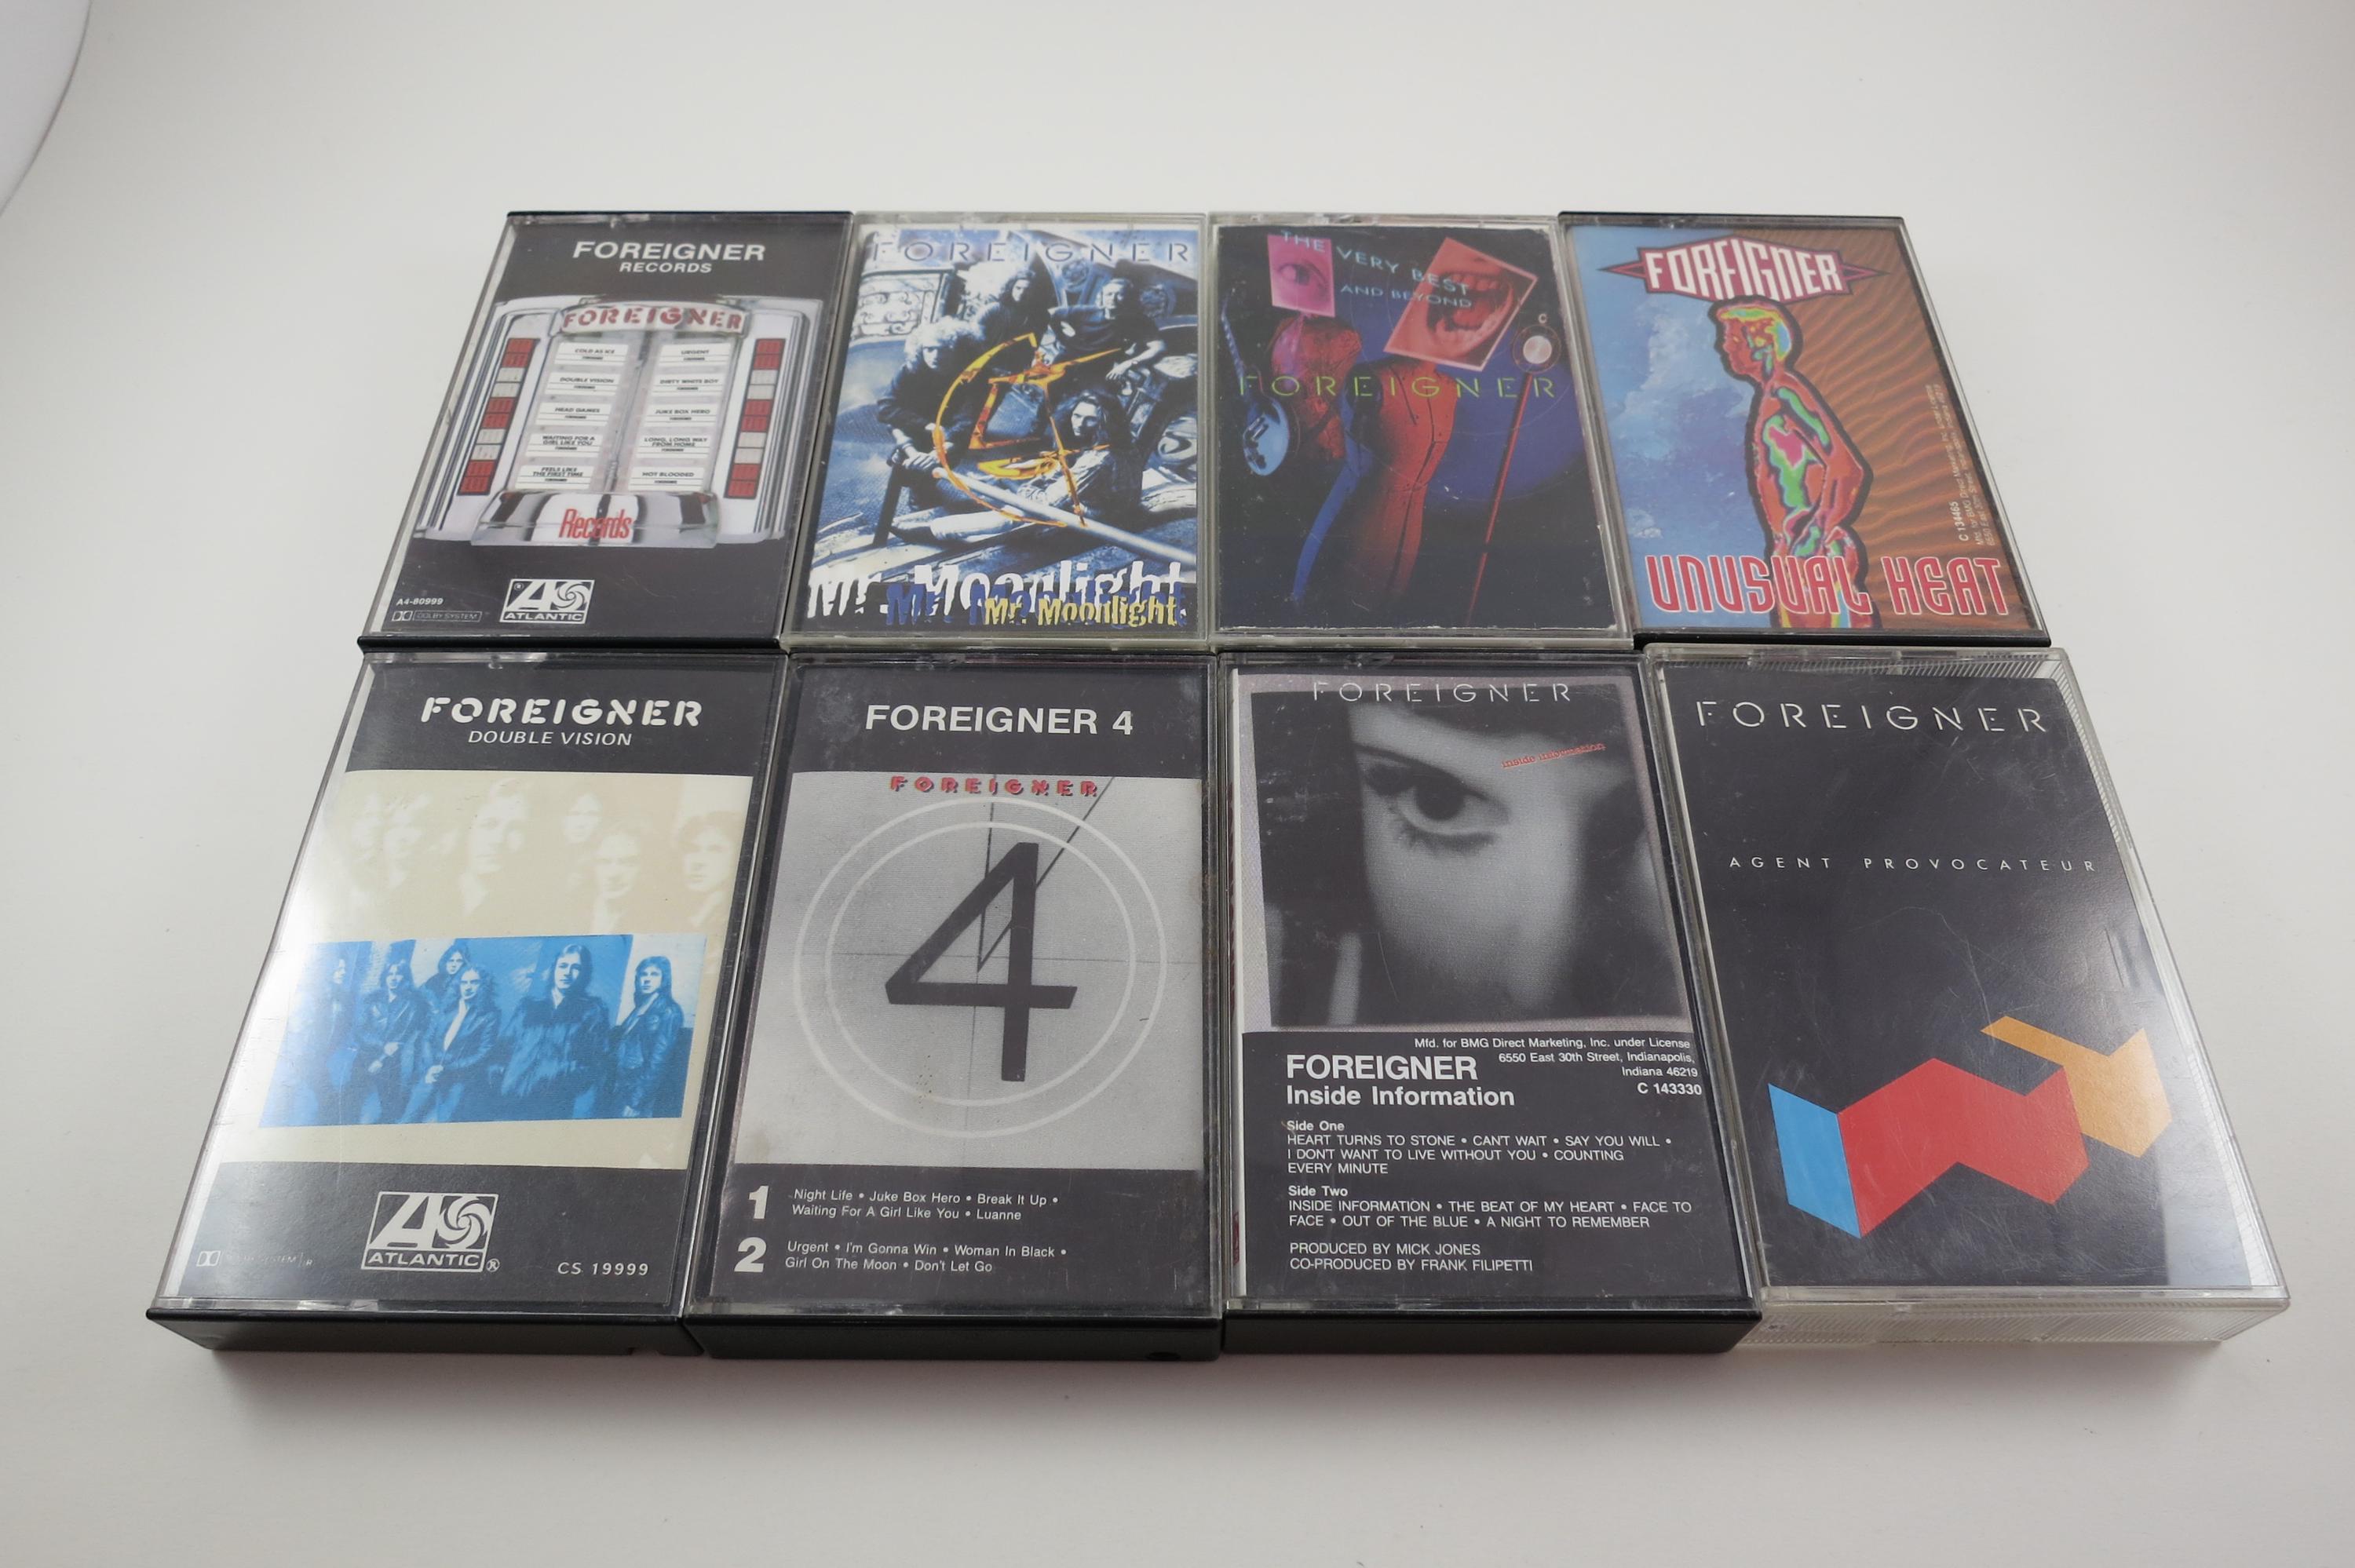 FOREIGNER
RECORDS
FOREIGNER
COLD AS ICE
URGENT
DOUBLE VISION
DIRTY WHITE BOY
HEAD GAMES
JUKE BOX HERO
WAITING FOR A
GIRL LIKE YOU
LONG, LONG WAY
FROM HOME
FEELS LIKE
THE FIRST TIME
HOT BLOODED
Records
A4-80999
DOLBY SYSTEM
ATLANTIC
FOREIGNER
Mr. Moonlight
Mr. Moonlight
THE VERY BEST
AND BEYOND
FOREIGNER
FOREIGNER
C 134465
UNUSUAL HEAT
FOREIGNER
DOUBLE VISION
ATLANTIC®
CS 19999
FOREIGNER 4
FOREIGNER
4
1 Night Life • Juke Box Hero • Break It Up •
Waiting For A Girl Like You • Luanne
2 Urgent • I'm Gonna Win • Woman In Black •
Girl On The Moon • Don't Let Go
FOREIGNER
inside information
Mfd. for BMG Direct Marketing, Inc. under License
6550 East 30th Street, Indianapolis,
Indiana 46219
C 143330
FOREIGNER
Inside Information
Side One
HEART TURNS TO STONE • CAN'T WAIT • SAY YOU WILL •
I DON'T WANT TO LIVE WITHOUT YOU • COUNTING
EVERY MINUTE
Side Two
INSIDE INFORMATION • THE BEAT OF MY HEART • FACE TO
FACE • OUT OF THE BLUE • A NIGHT TO REMEMBER
PRODUCED BY MICK JONES
CO-PRODUCED BY FRANK FILIPETTI
FOREIGNER
AGENT PROVOCATEUR